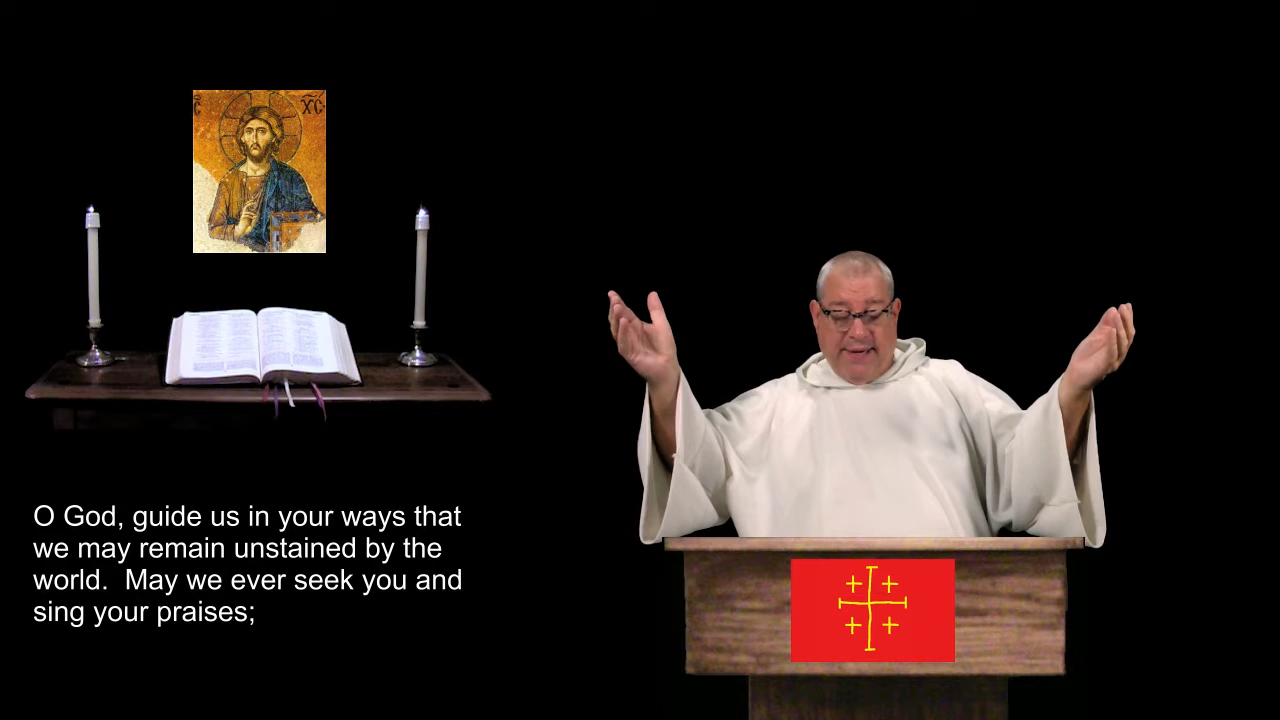 XC
O God, guide us in your ways that
we may remain unstained by the
world.  May we ever seek you and
sing your praises;